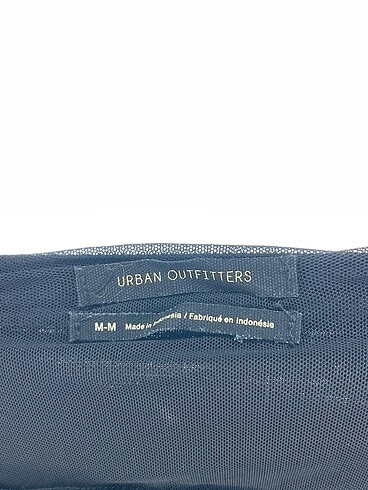 URBAN OUTFITTERS
M-M Made in Indonesia / Fabriqué en Indonésie